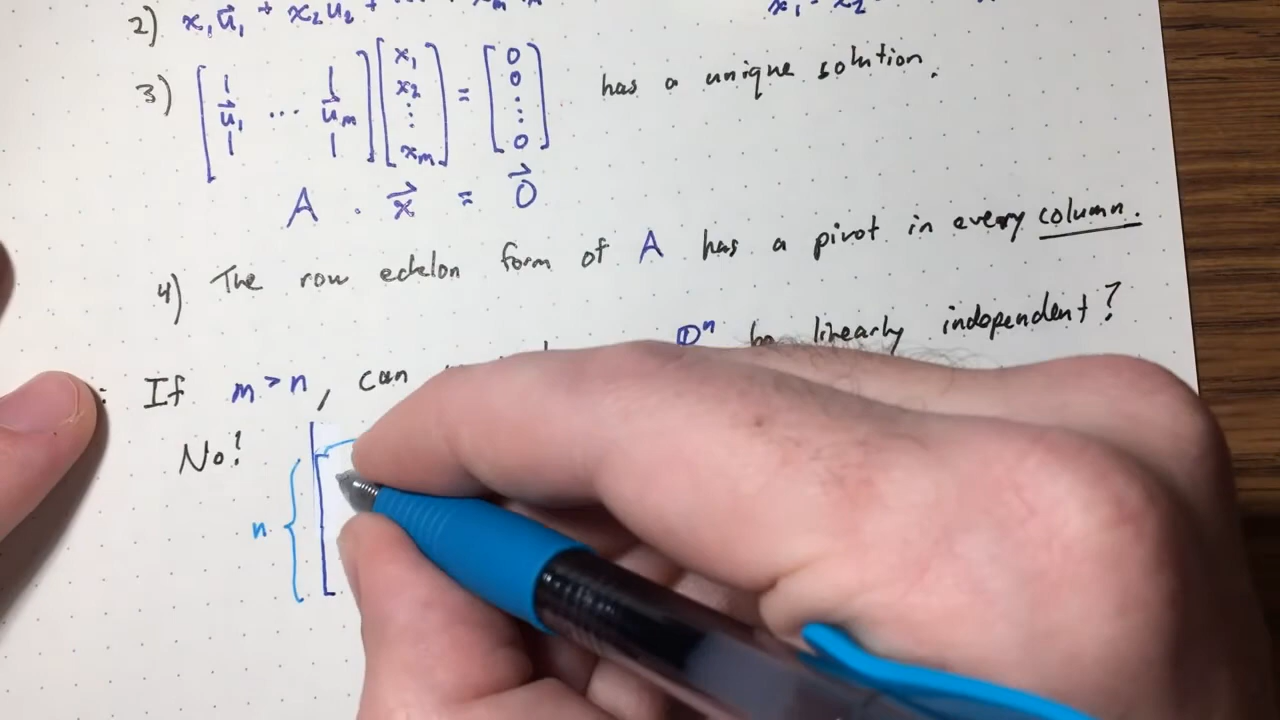 2) x₁u⃗₁ + x₂u₂ +
3) [ u⃗₁ ... u⃗ₘ ] [ x₁ x₂ ⋮ xₘ ] = [ 0 0 ⋮ 0 ] has a unique solution.
A · x⃗ = 0⃗
4) The row echelon form of A has a pivot in every column.
: If m > n, can ℝⁿ be linearly independent?
No!
n {